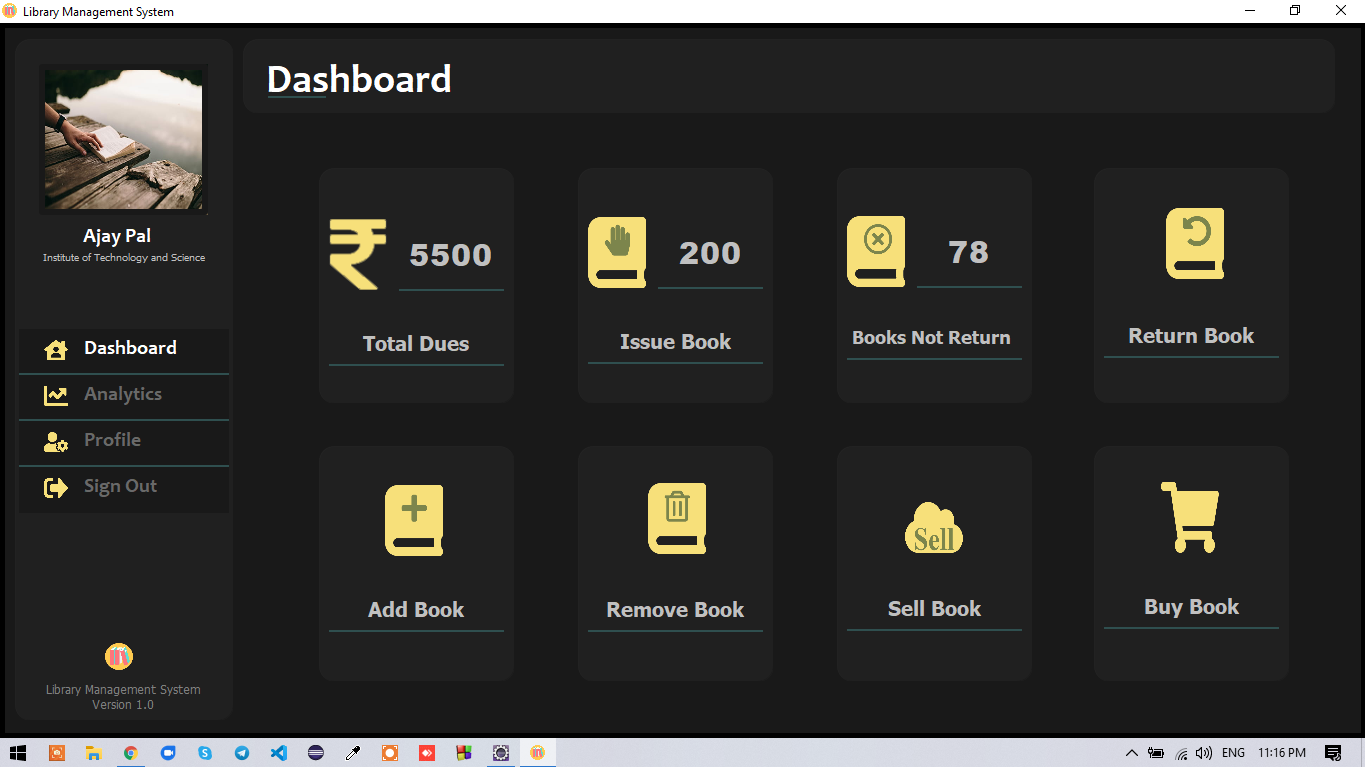 Library Management System
Dashboard
Ajay Pal
Institute of Technology and Science
Dashboard
Analytics
Profile
Sign Out
Library Management System
Version 1.0
5500
Total Dues
200
Issue Book
78
Books Not Return
Return Book
Add Book
Remove Book
Sell
Sell Book
Buy Book
ENG
11:16 PM